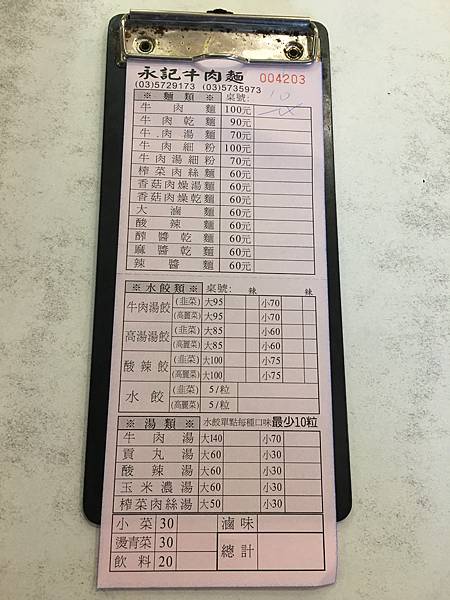 永記牛肉麵 004203
(03)5729173 (03)5735973
※ 麵類 ※ 桌號: 10
牛肉麵 100元
牛肉乾麵 90元
牛.肉湯麵 70元
牛肉細粉 100元
牛肉湯細粉 70元
榨菜肉絲麵 60元
香菇肉燥湯麵 60元
香菇肉燥乾麵 60元
大滷麵 60元
酸辣麵 60元
醡醬乾麵 60元
麻醬乾麵 60元
辣醬麵 60元
※ 水餃類 ※ 桌號: 辣 辣
牛肉湯餃 (韭菜) 大95 小70
(高麗菜) 大95 小70
高湯湯餃 (韭菜) 大85 小60
(高麗菜) 大85 小60
酸辣餃 (韭菜) 大100 小75
(高麗菜) 大100 小75
水餃 (韭菜) 5/粒
(高麗菜) 5/粒
※ 湯類 ※ 水餃單點每種口味最少10粒
牛肉湯 大140 小70
貢丸湯 大60 小30
酸辣湯 大60 小30
玉米濃湯 大60 小30
榨菜肉絲湯 大50 小30
小菜 30 滷味
燙青菜 30 總計
飲料 20